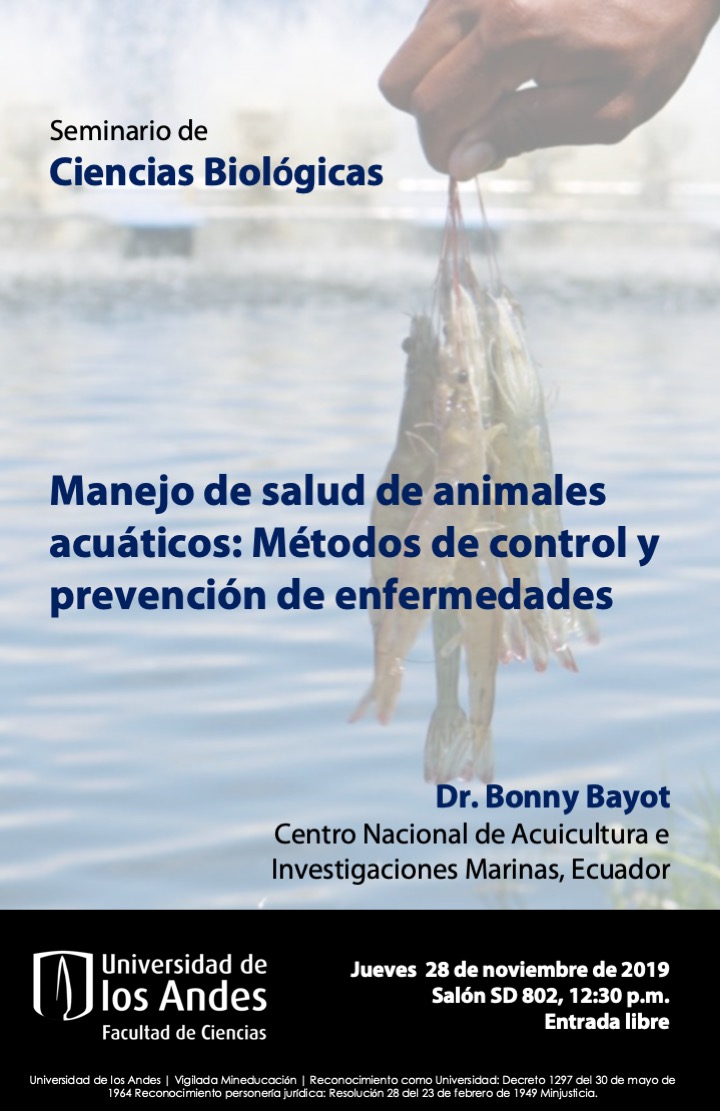 Seminario de
Ciencias Biológicas
Manejo de salud de animales
acuáticos: Métodos de control y
prevención de enfermedades
Dr. Bonny Bayot
Centro Nacional de Acuicultura e
Investigaciones Marinas, Ecuador
Universidad de
los Andes
Facultad de Ciencias
Jueves 28 de noviembre de 2019
Salón SD 802, 12:30 p.m.
Entrada libre
Universidad de los Andes | Vigilada Mineducación | Reconocimiento como Universidad: Decreto 1297 del 30 de mayo de
1964 Reconocimiento personería jurídica: Resolución 28 del 23 de febrero de 1949 Minjusticia.